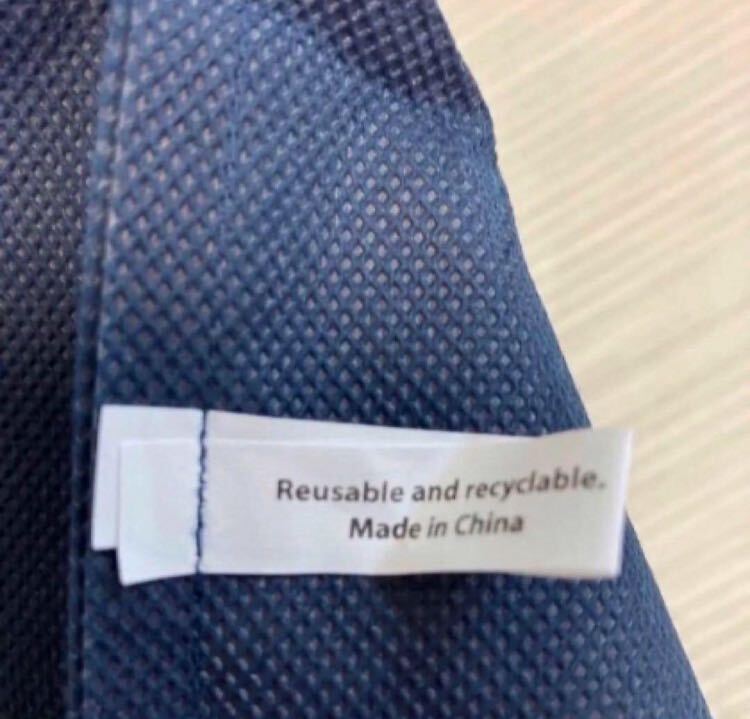 Reusable and recyclable.
Made in China